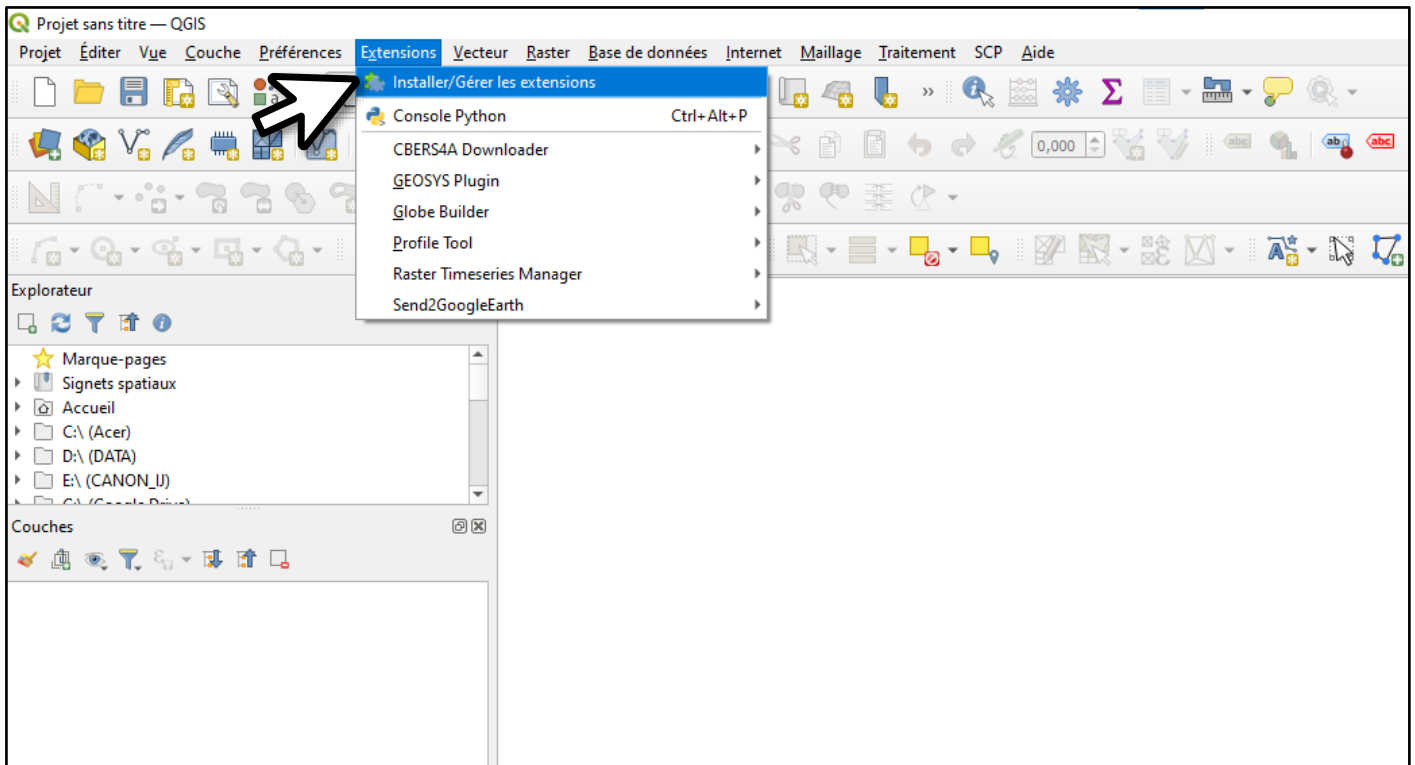 Projet sans titre — QGIS
Projet Éditer Vue Couche Préférences Extensions Vecteur Raster Base de données Internet Maillage Traitement SCP Aide
Installer/Gérer les extensions
Console Python Ctrl+Alt+P
CBERS4A Downloader
GEOSYS Plugin
Globe Builder
Profile Tool
Raster Timeseries Manager
Send2GoogleEarth
0,000
abc
ab
abc
Explorateur
Marque-pages
Signets spatiaux
Accueil
C:\ (Acer)
D:\ (DATA)
E:\ (CANON_IJ)
Couches